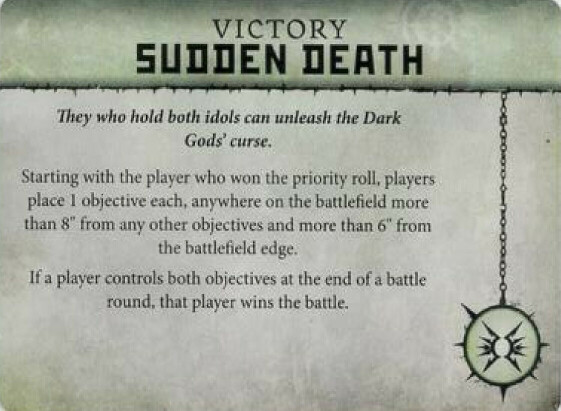 VICTORY
SUDDEN DEATH
They who hold both idols can unleash the Dark
Gods' curse.
Starting with the player who won the priority roll, players
place 1 objective each, anywhere on the battlefield more
than 8" from any other objectives and more than 6" from
the battlefield edge.
If a player controls both objectives at the end of a battle
round, that player wins the battle.